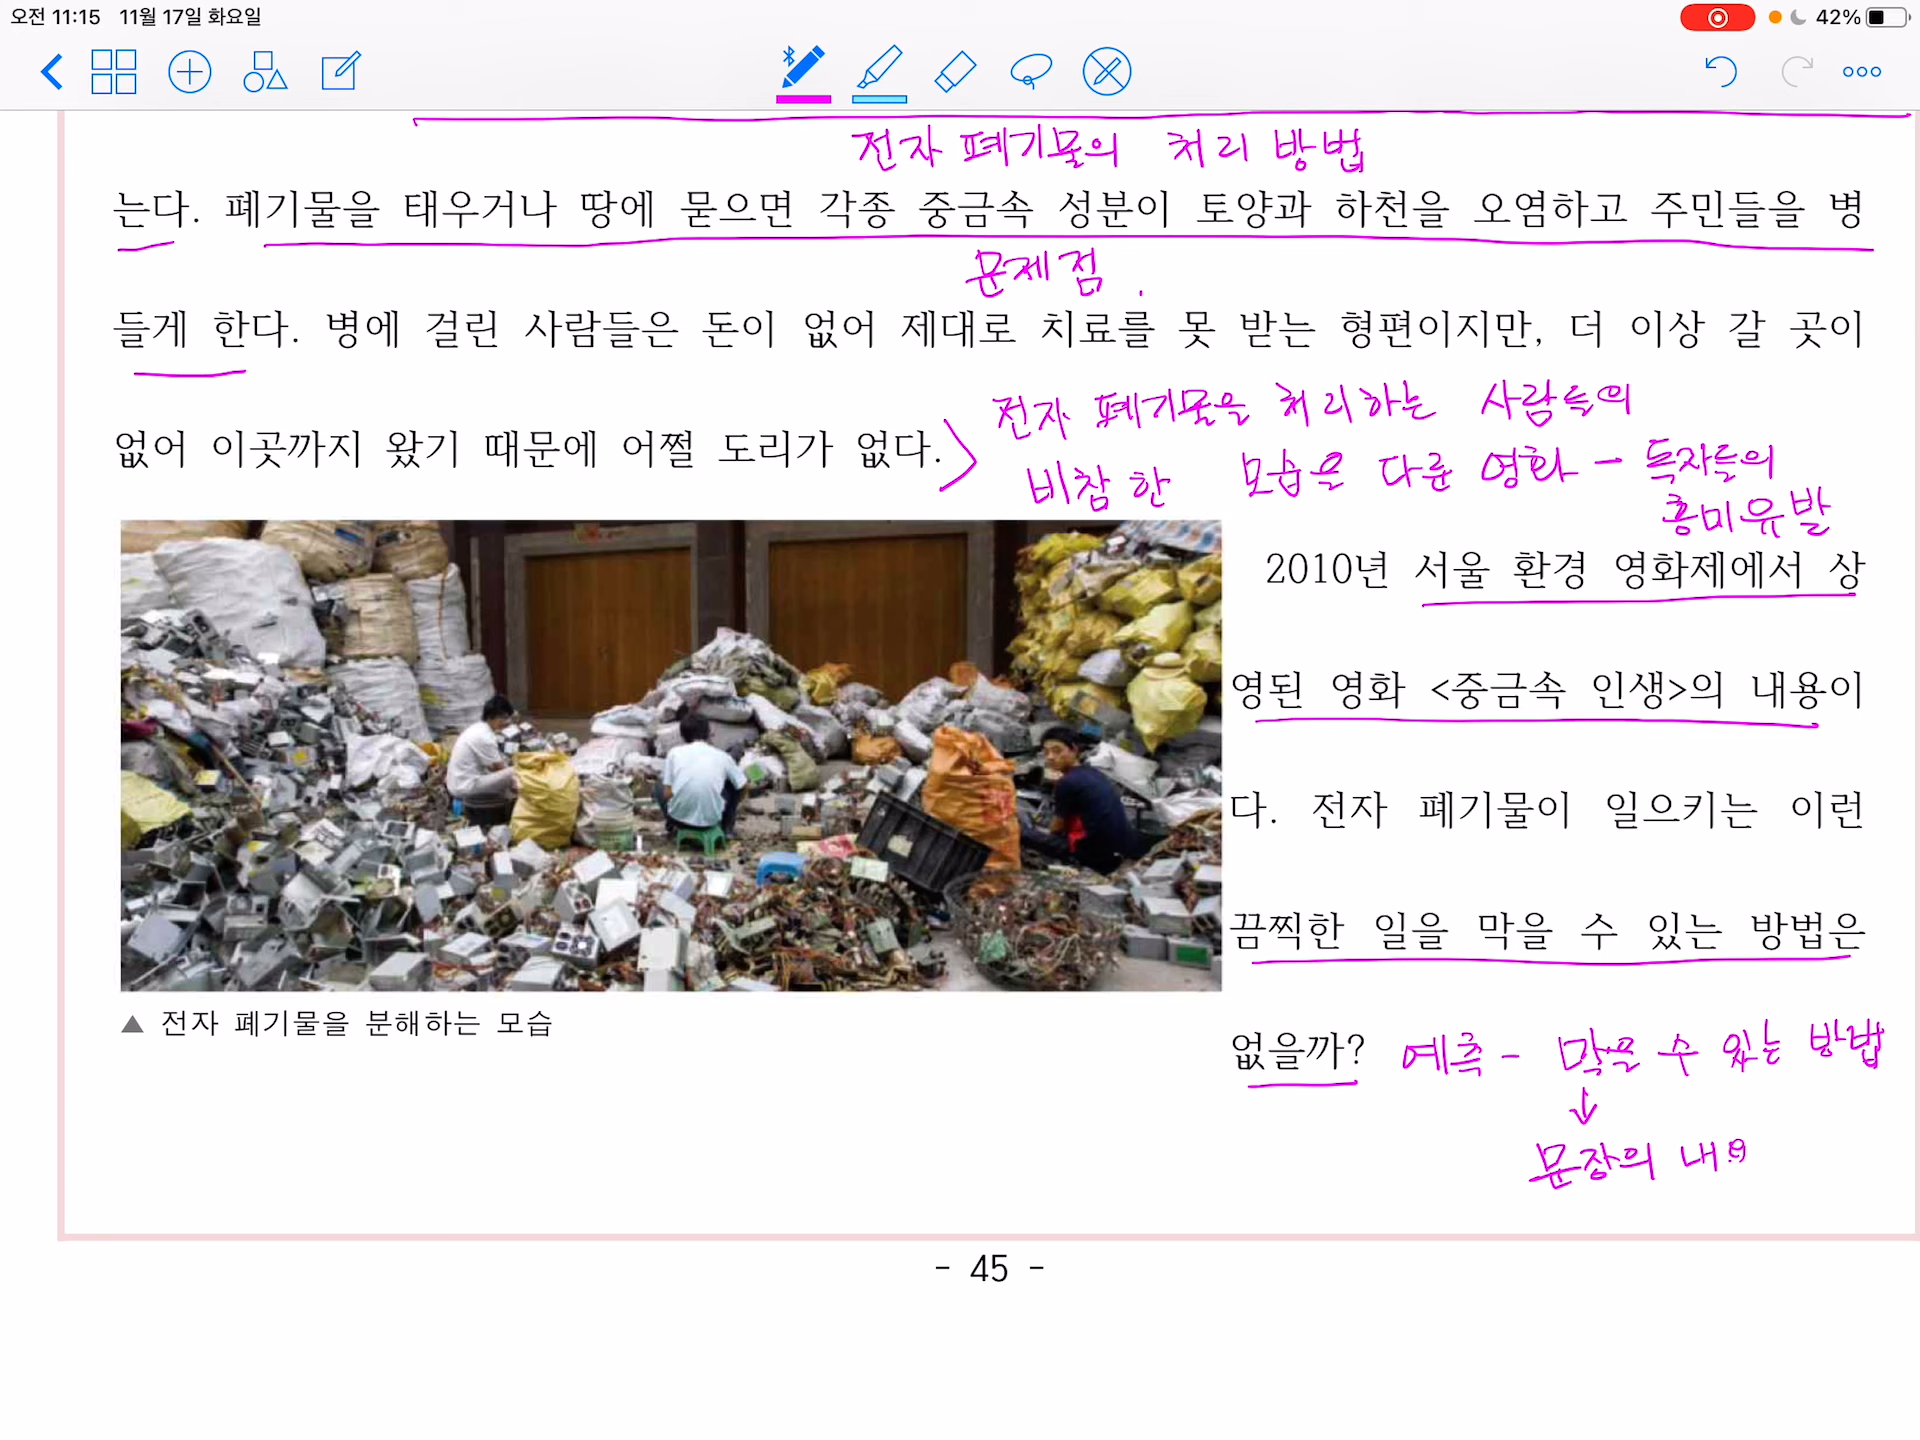 오전 11:15 11월 17일 화요일
42%
전자 폐기물의 처리 방법
는다. 폐기물을 태우거나 땅에 묻으면 각종 중금속 성분이 토양과 하천을 오염하고 주민들을 병
문제점
들게 한다. 병에 걸린 사람들은 돈이 없어 제대로 치료를 못 받는 형편이지만, 더 이상 갈 곳이
전자 폐기물을 처리하는 사람들의
없어 이곳까지 왔기 때문에 어쩔 도리가 없다.
비참한 모습을 다룬 영화 - 독자들의
흥미유발
2010년 서울 환경 영화제에서 상
영된 영화 <중금속 인생>의 내용이
다. 전자 폐기물이 일으키는 이런
끔찍한 일을 막을 수 있는 방법은
▲ 전자 폐기물을 분해하는 모습
없을까? 예측 - 막을 수 있는 방법
↓
문장의 내용
- 45 -